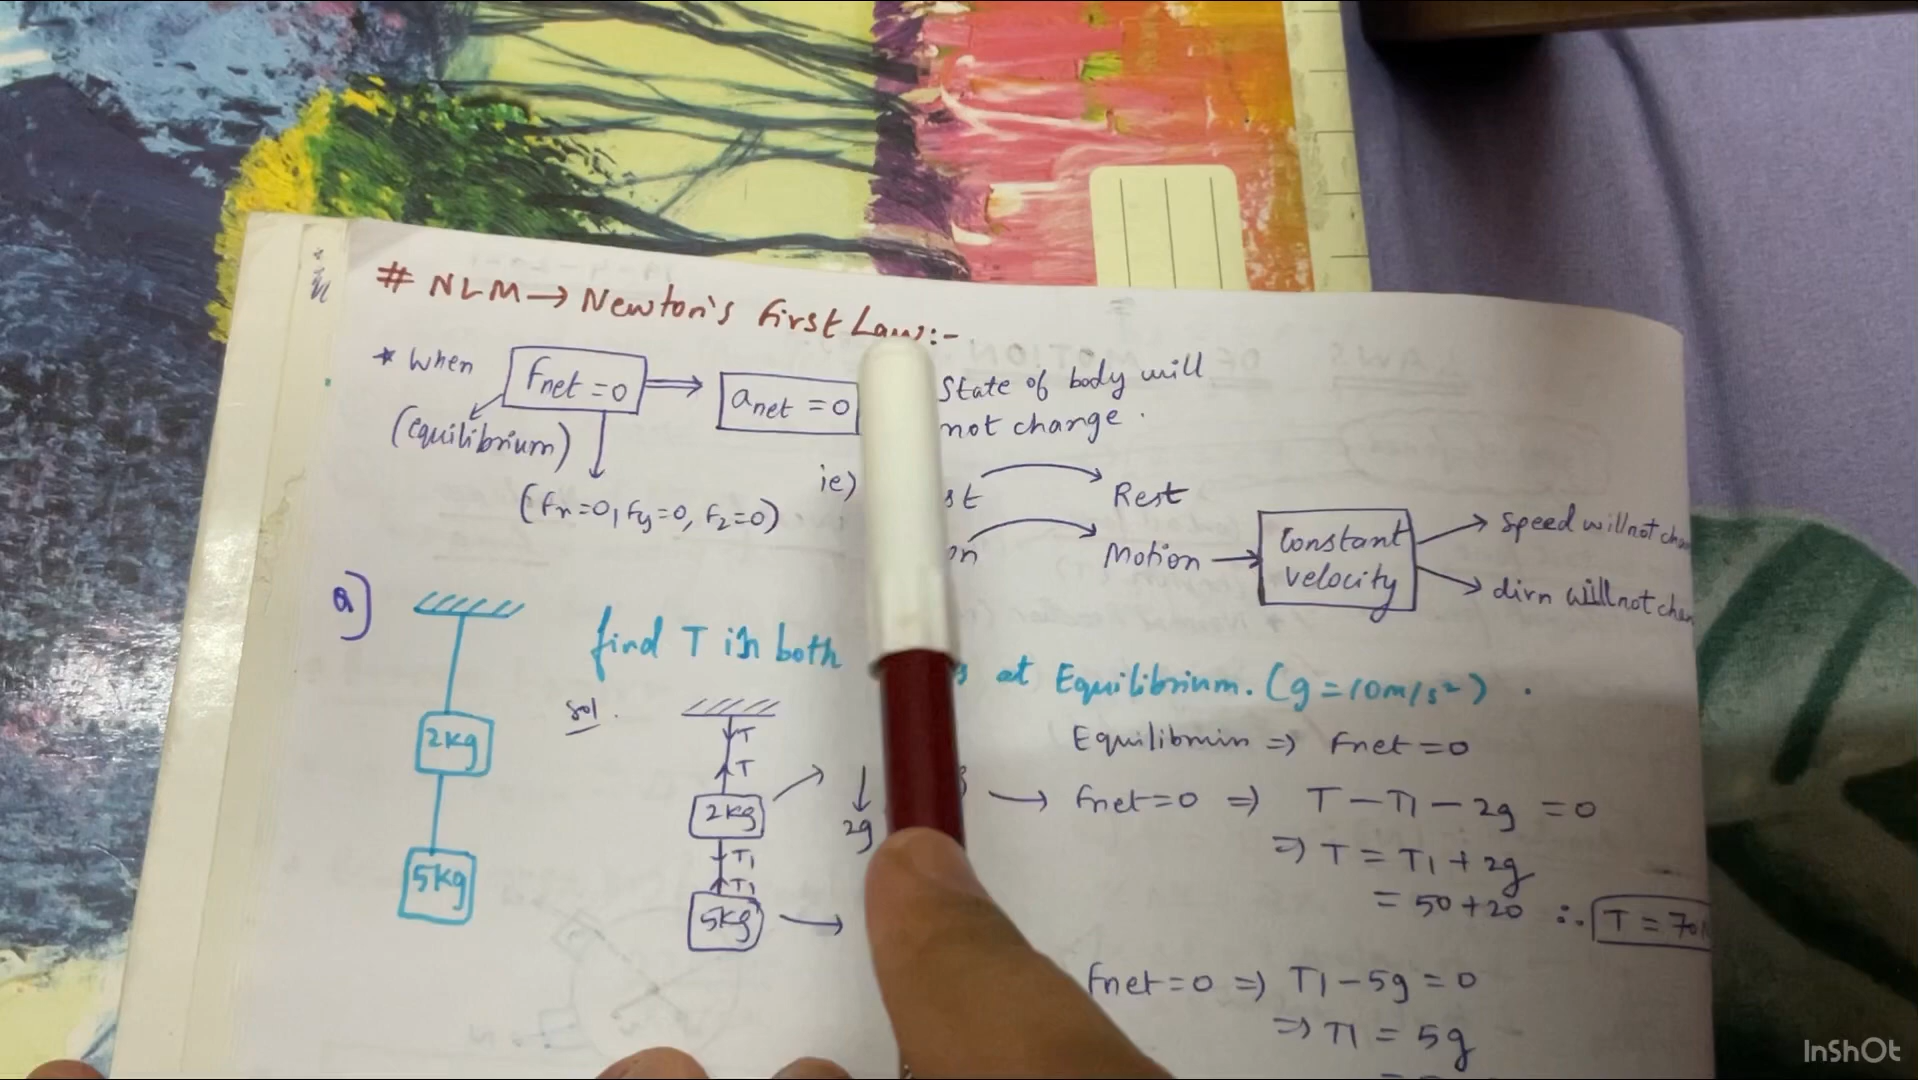 # NLM → Newton's first Law:-
* when Fnet = 0 ⟹ anet = 0 State of body will
not change.
(equilibrium)
(Fx=0, Fy=0, Fz=0)
ie) Rest
Motion → Constant velocity
speed will not
dirn will not
Q]
find T in both at Equilibrium. (g=10m/s²).
2kg
5kg
Sol.
T
T
2kg
T1
T1
5kg
2g
Equilibmin => Fnet = 0
→ Fnet = 0 => T - T1 - 2g = 0
=> T = T1 + 2g
= 50+20 ∴ T = 70
Fnet = 0 => T1 - 5g = 0
=> T1 = 5g
InShOt